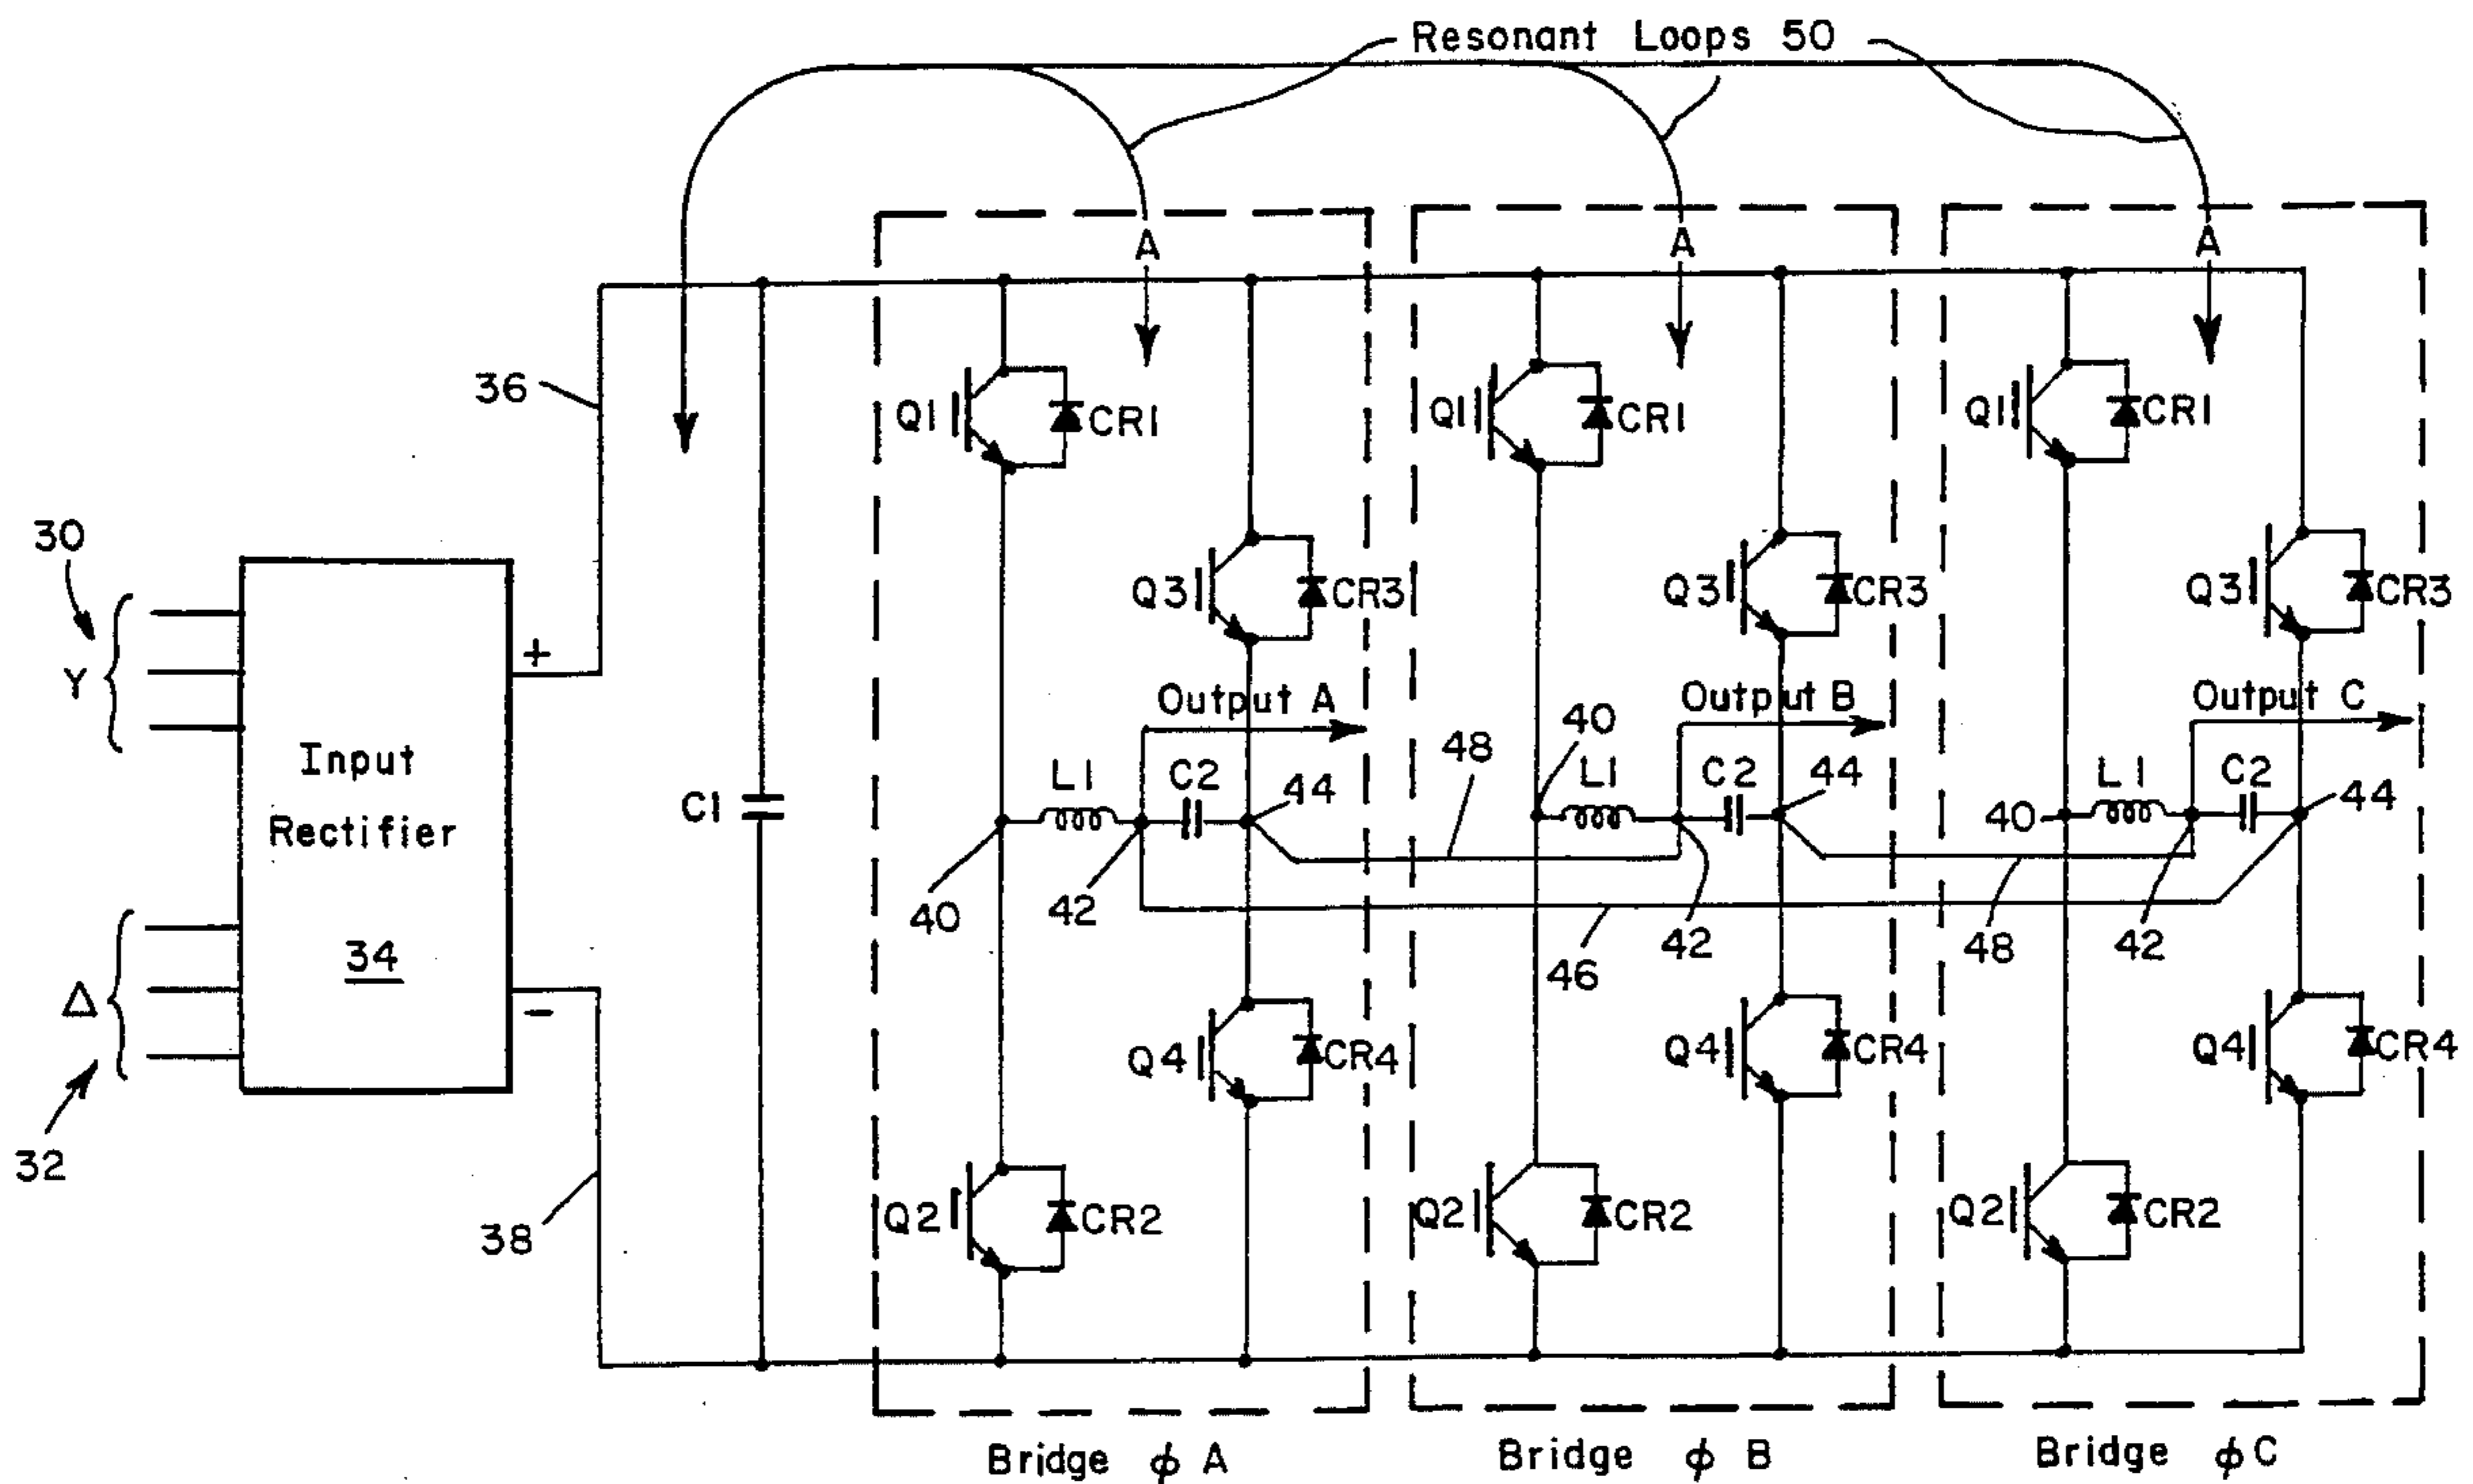 Resonant Loops 50
A A A
36
Q1 CR1 Q1 CR1 Q1 CR1
30
Q3 CR3 Q3 CR3 Q3 CR3
+
Y
Output A Output B Output C
Input
Rectifier
34
40 48
C1 L1 C2 44 L1 C2 44 L1 C2 44
40
40 42 42 48 42
46
Δ
−
Q4 CR4 Q4 CR4 Q4 CR4
32
38
Q2 CR2 Q2 CR2 Q2 CR2
Bridge ϕ A Bridge ϕ B Bridge ϕ C